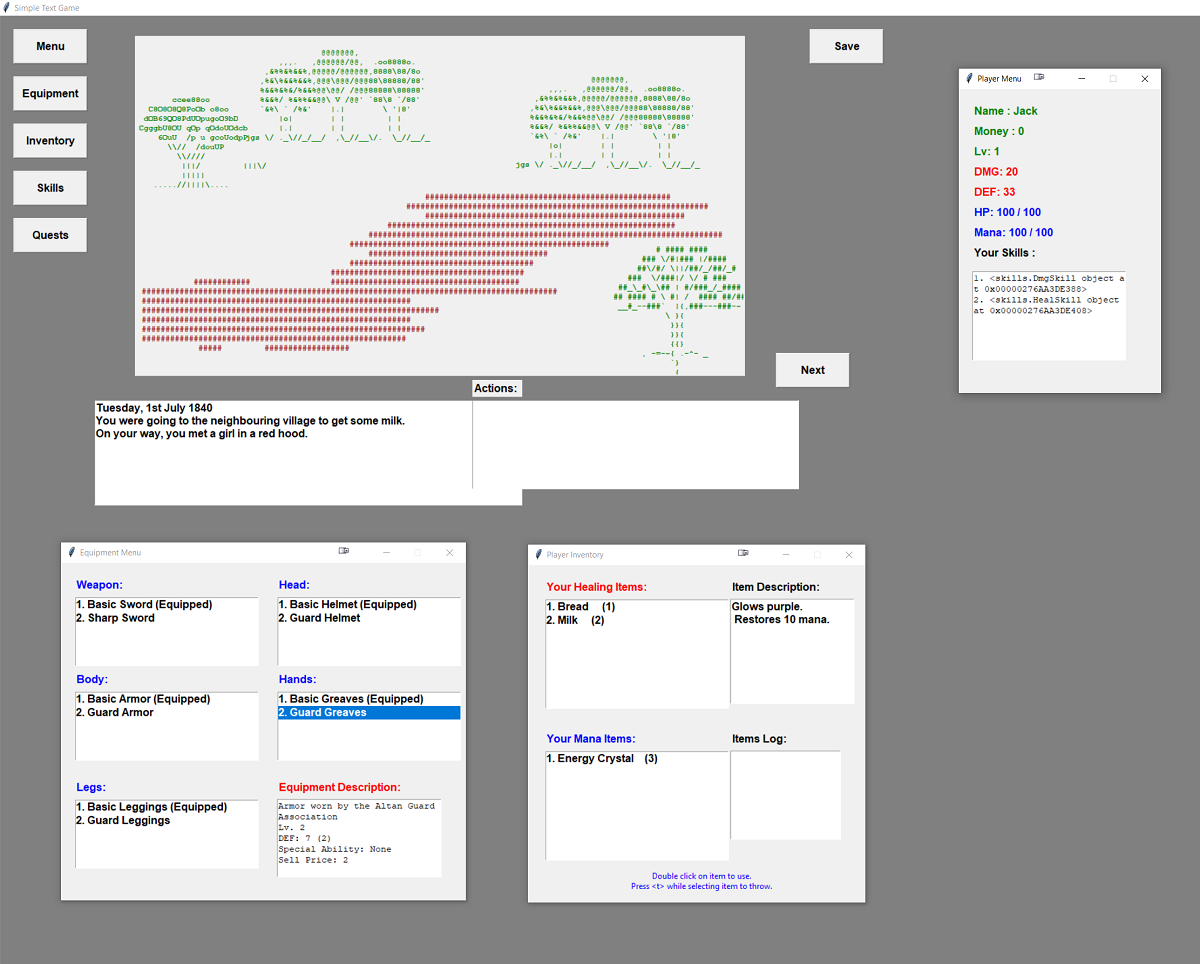 Simple Text Game
Menu
Equipment
Inventory
Skills
Quests
Save
Next
Actions:
Tuesday, 1st July 1840
You were going to the neighbouring village to get some milk.
On your way, you met a girl in a red hood.
Player Menu
Name : Jack
Money : 0
Lv: 1
DMG: 20
DEF: 33
HP: 100 / 100
Mana: 100 / 100
Your Skills :
1. <skills.DmgSkill object a
t 0x00000276AA3DE388>
2. <skills.HealSkill object
at 0x00000276AA3DE408>
Equipment Menu
Weapon:
1. Basic Sword (Equipped)
2. Sharp Sword
Head:
1. Basic Helmet (Equipped)
2. Guard Helmet
Body:
1. Basic Armor (Equipped)
2. Guard Armor
Hands:
1. Basic Greaves (Equipped)
2. Guard Greaves
Legs:
1. Basic Leggings (Equipped)
2. Guard Leggings
Equipment Description:
Armor worn by the Altan Guard
Association
Lv. 2
DEF: 7 (2)
Special Ability: None
Sell Price: 2
Player Inventory
Your Healing Items:
1. Bread (1)
2. Milk (2)
Item Description:
Glows purple.
Restores 10 mana.
Your Mana Items:
1. Energy Crystal (3)
Items Log:
Double click on item to use.
Press <t> while selecting item to throw.